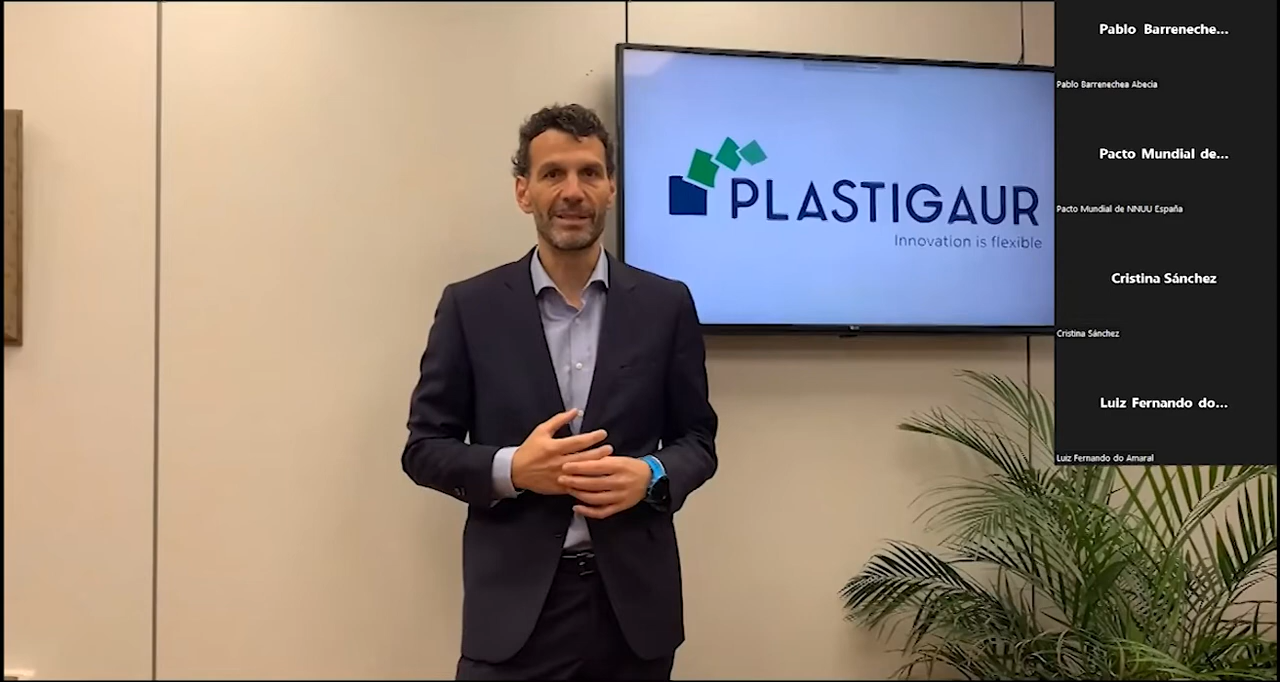 PLASTIGAUR
Innovation is flexible
Pablo Barreneche...
Pablo Barrenechea Abecia
Pacto Mundial de...
Pacto Mundial de NNUU España
Cristina Sánchez
Cristina Sánchez
Luiz Fernando do...
Luiz Fernando do Amaral